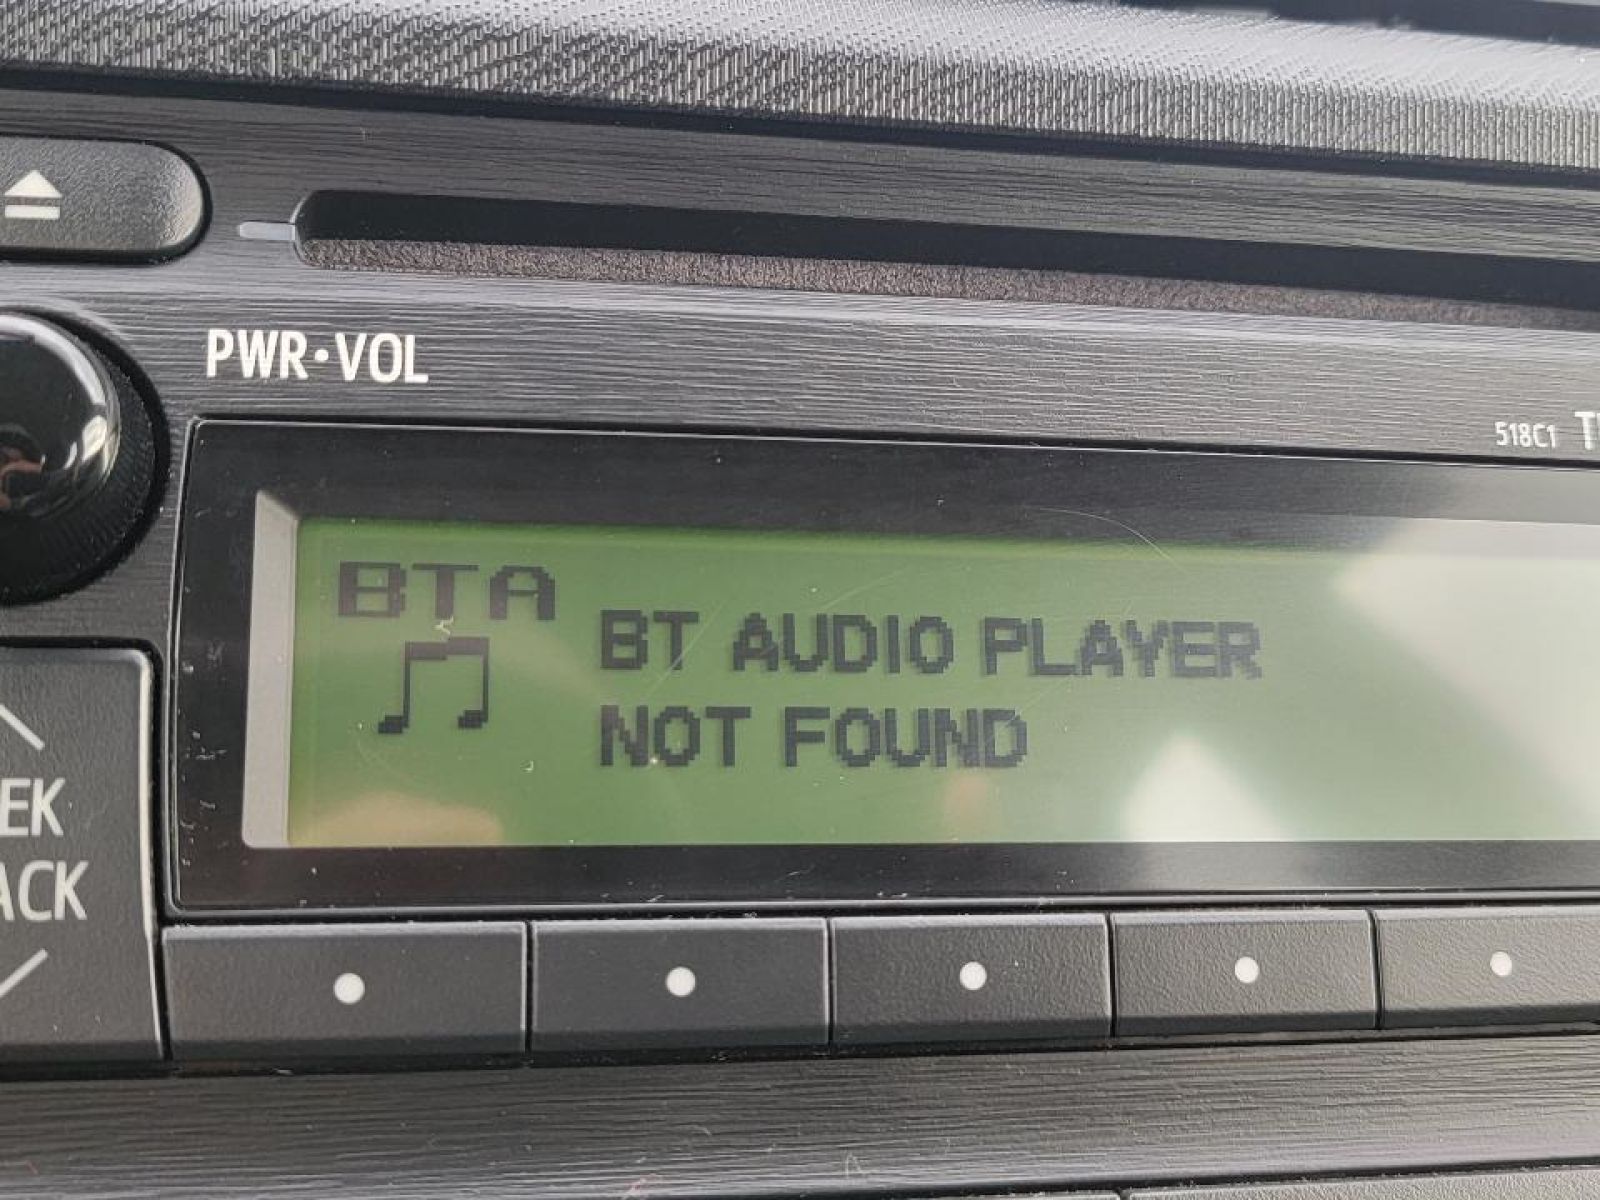 PWR•VOL
518C1
BTA
BT AUDIO PLAYER
NOT FOUND